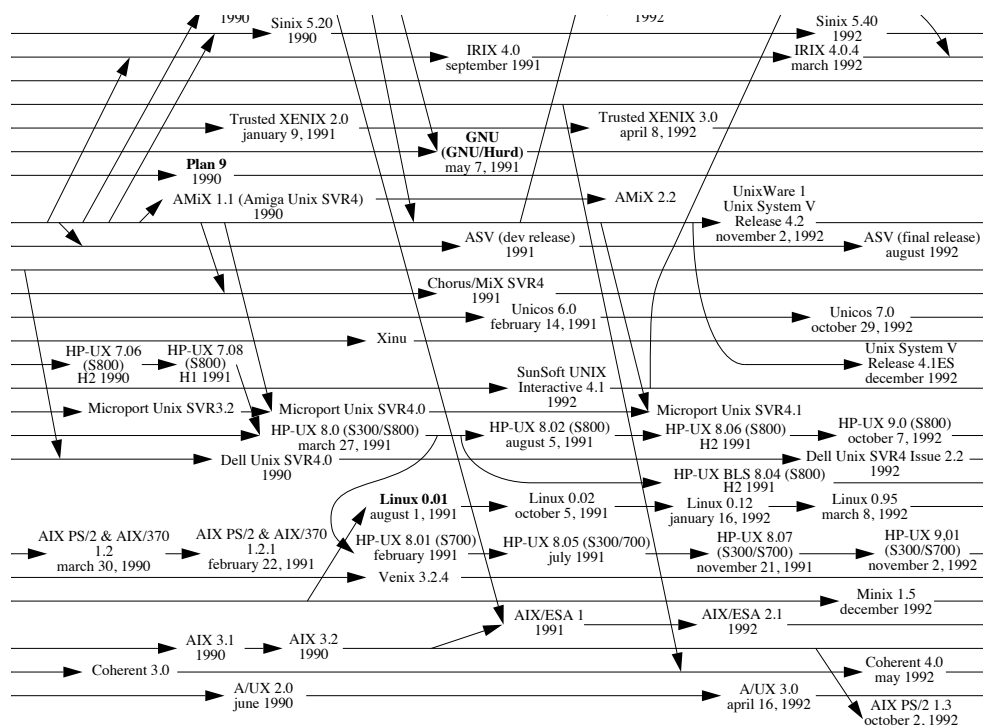 1990
Sinix 5.20
1990
1992
Sinix 5.40
1992
IRIX 4.0
september 1991
IRIX 4.0.4
march 1992
Trusted XENIX 2.0
january 9, 1991
Trusted XENIX 3.0
april 8, 1992
GNU
(GNU/Hurd)
may 7, 1991
Plan 9
1990
AMiX 1.1 (Amiga Unix SVR4)
1990
AMiX 2.2
UnixWare 1
Unix System V
Release 4.2
november 2, 1992
ASV (dev release)
1991
ASV (final release)
august 1992
Chorus/MiX SVR4
1991
Unicos 6.0
february 14, 1991
Unicos 7.0
october 29, 1992
Xinu
HP-UX 7.06
(S800)
H2 1990
HP-UX 7.08
(S800)
H1 1991
SunSoft UNIX
Interactive 4.1
1992
Unix System V
Release 4.1ES
december 1992
Microport Unix SVR3.2
Microport Unix SVR4.0
Microport Unix SVR4.1
HP-UX 8.0 (S300/S800)
march 27, 1991
HP-UX 8.02 (S800)
august 5, 1991
HP-UX 8.06 (S800)
H2 1991
HP-UX 9.0 (S800)
october 7, 1992
Dell Unix SVR4.0
1990
Dell Unix SVR4 Issue 2.2
1992
HP-UX BLS 8.04 (S800)
H2 1991
Linux 0.01
august 1, 1991
Linux 0.02
october 5, 1991
Linux 0.12
january 16, 1992
Linux 0.95
march 8, 1992
AIX PS/2 & AIX/370
1.2
march 30, 1990
AIX PS/2 & AIX/370
1.2.1
february 22, 1991
HP-UX 8.01 (S700)
february 1991
HP-UX 8.05 (S300/700)
july 1991
HP-UX 8.07
(S300/S700)
november 21, 1991
HP-UX 9,01
(S300/S700)
november 2, 1992
Venix 3.2.4
Minix 1.5
december 1992
AIX/ESA 1
1991
AIX/ESA 2.1
1992
AIX 3.1
1990
AIX 3.2
1990
Coherent 3.0
Coherent 4.0
may 1992
A/UX 2.0
june 1990
A/UX 3.0
april 16, 1992
AIX PS/2 1.3
october 2, 1992